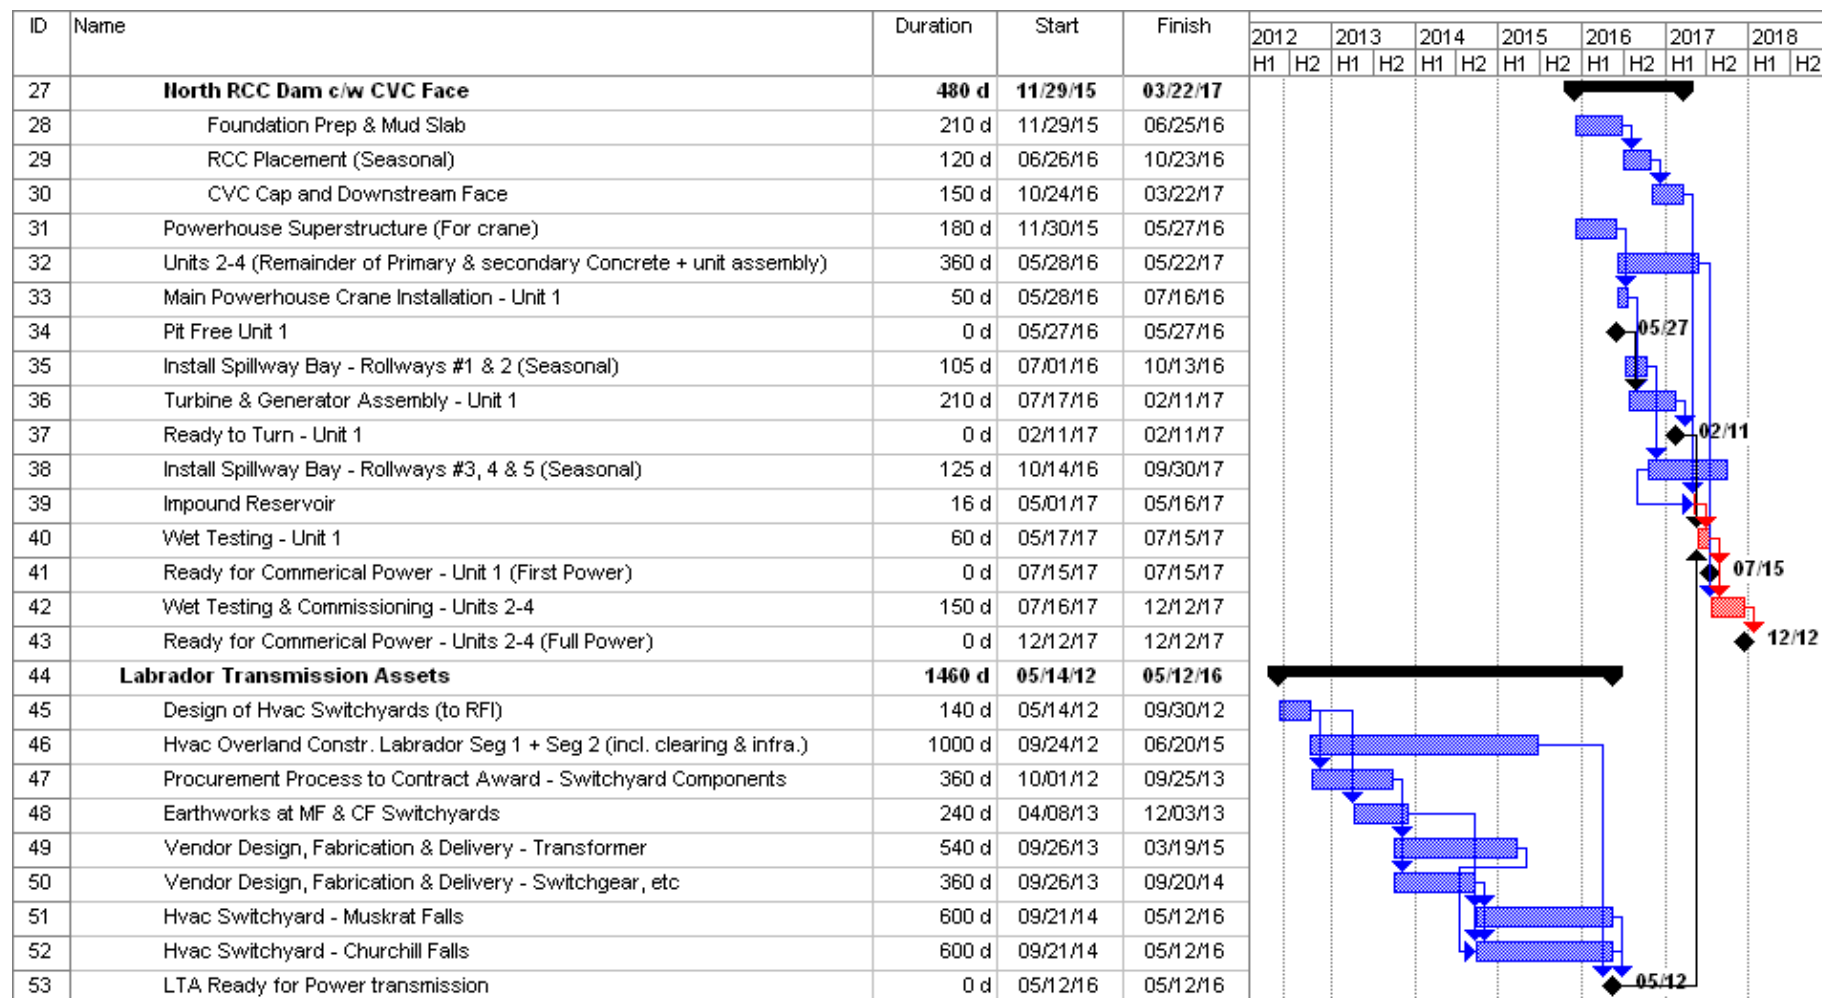 ID Name Duration Start Finish
2012 2013 2014 2015 2016 2017 2018
H1 H2 H1 H2 H1 H2 H1 H2 H1 H2 H1 H2 H1 H2
27 North RCC Dam c/w CVC Face 480 d 11/29/15 03/22/17
28 Foundation Prep & Mud Slab 210 d 11/29/15 06/25/16
29 RCC Placement (Seasonal) 120 d 06/26/16 10/23/16
30 CVC Cap and Downstream Face 150 d 10/24/16 03/22/17
31 Powerhouse Superstructure (For crane) 180 d 11/30/15 05/27/16
32 Units 2-4 (Remainder of Primary & secondary Concrete + unit assembly) 360 d 05/28/16 05/22/17
33 Main Powerhouse Crane Installation - Unit 1 50 d 05/28/16 07/16/16
34 Pit Free Unit 1 0 d 05/27/16 05/27/16 05/27
35 Install Spillway Bay - Rollways #1 & 2 (Seasonal) 105 d 07/01/16 10/13/16
36 Turbine & Generator Assembly - Unit 1 210 d 07/17/16 02/11/17
37 Ready to Turn - Unit 1 0 d 02/11/17 02/11/17 02/11
38 Install Spillway Bay - Rollways #3, 4 & 5 (Seasonal) 125 d 10/14/16 09/30/17
39 Impound Reservoir 16 d 05/01/17 05/16/17
40 Wet Testing - Unit 1 60 d 05/17/17 07/15/17
41 Ready for Commerical Power - Unit 1 (First Power) 0 d 07/15/17 07/15/17 07/15
42 Wet Testing & Commissioning - Units 2-4 150 d 07/16/17 12/12/17
43 Ready for Commerical Power - Units 2-4 (Full Power) 0 d 12/12/17 12/12/17 12/12
44 Labrador Transmission Assets 1460 d 05/14/12 05/12/16
45 Design of Hvac Switchyards (to RFI) 140 d 05/14/12 09/30/12
46 Hvac Overland Constr. Labrador Seg 1 + Seg 2 (incl. clearing & infra.) 1000 d 09/24/12 06/20/15
47 Procurement Process to Contract Award - Switchyard Components 360 d 10/01/12 09/25/13
48 Earthworks at MF & CF Switchyards 240 d 04/08/13 12/03/13
49 Vendor Design, Fabrication & Delivery - Transformer 540 d 09/26/13 03/19/15
50 Vendor Design, Fabrication & Delivery - Switchgear, etc 360 d 09/26/13 09/20/14
51 Hvac Switchyard - Muskrat Falls 600 d 09/21/14 05/12/16
52 Hvac Switchyard - Churchill Falls 600 d 09/21/14 05/12/16
53 LTA Ready for Power transmission 0 d 05/12/16 05/12/16 05/12